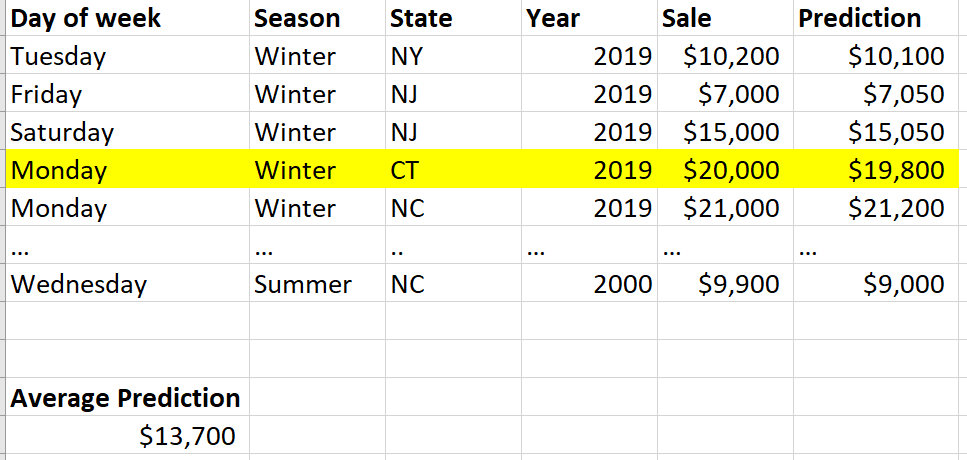 Day of week Season State Year Sale Prediction
Tuesday Winter NY 2019 $10,200 $10,100
Friday Winter NJ 2019 $7,000 $7,050
Saturday Winter NJ 2019 $15,000 $15,050
Monday Winter CT 2019 $20,000 $19,800
Monday Winter NC 2019 $21,000 $21,200
... ... .. ... ... ...
Wednesday Summer NC 2000 $9,900 $9,000
Average Prediction
$13,700